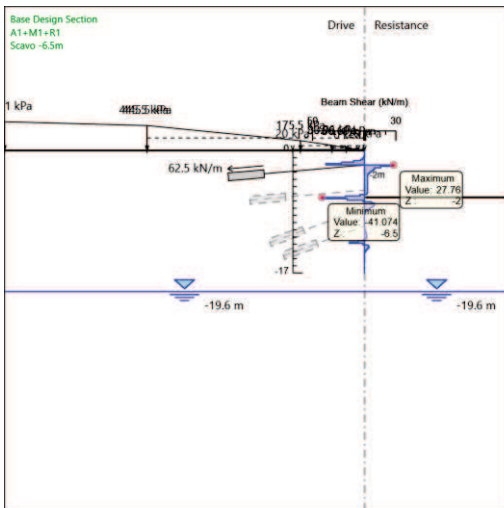 Base Design Section
A1+M1+R1
Scavo -6.5m
Drive
Resistance
Beam Shear (kN/m)
30
1 kPa
175.5
20 kPa
62.5 kN/m
0
-2m
Maximum
Value: 27.76
Z : -2
Minimum
Value: -41.074
Z : -6.5
-17
-19.6 m
-19.6 m